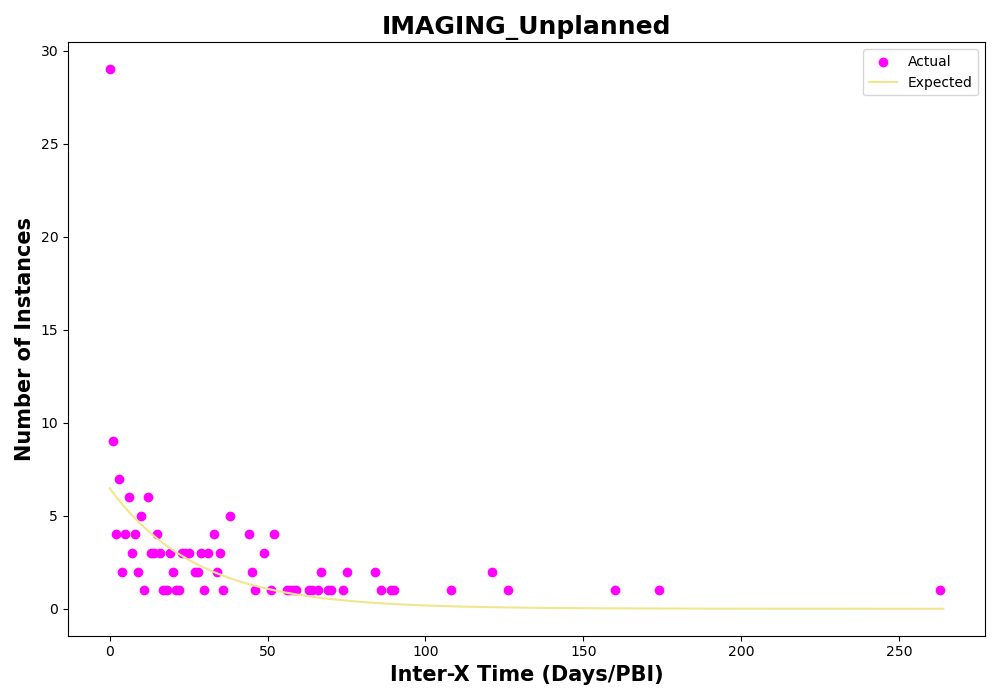 IMAGING_Unplanned
Actual
Expected
Number of Instances
30
25
20
15
10
5
0
0
50
100
150
200
250
Inter-X Time (Days/PBI)